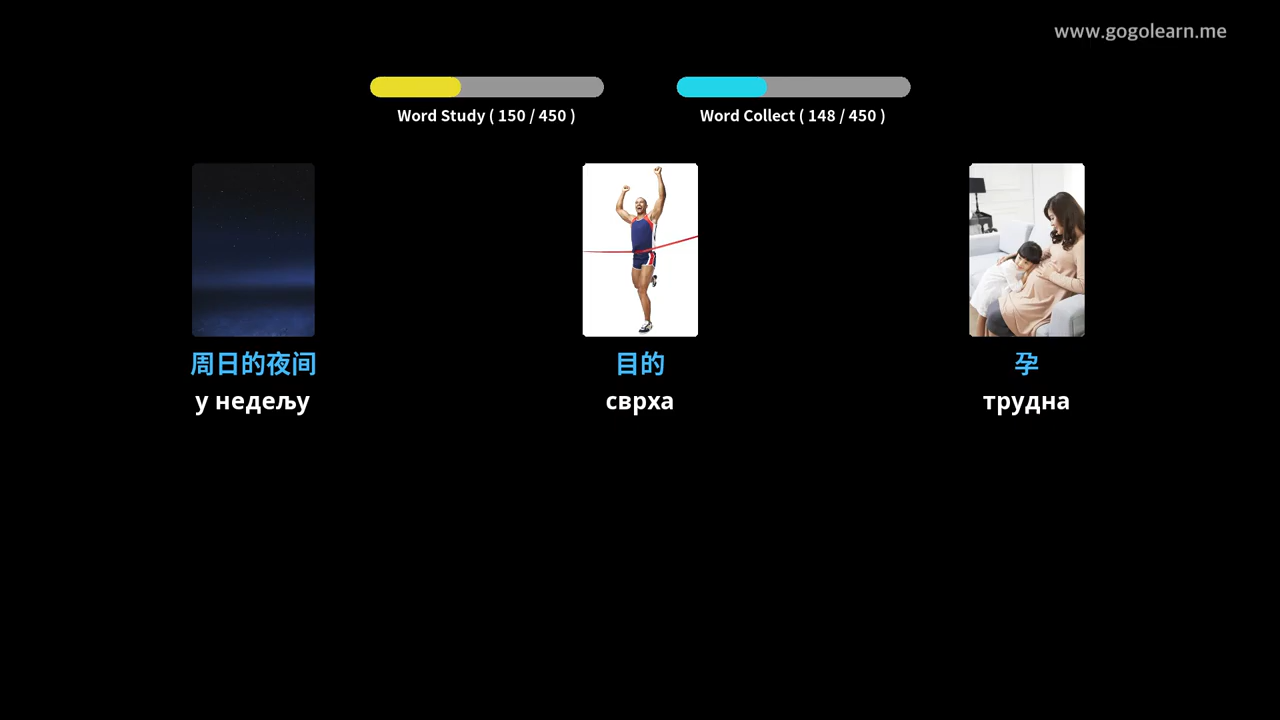 www.gogolearn.me
Word Study ( 150 / 450 )
Word Collect ( 148 / 450 )
周日的夜间
у недељу
目的
сврха
孕
трудна